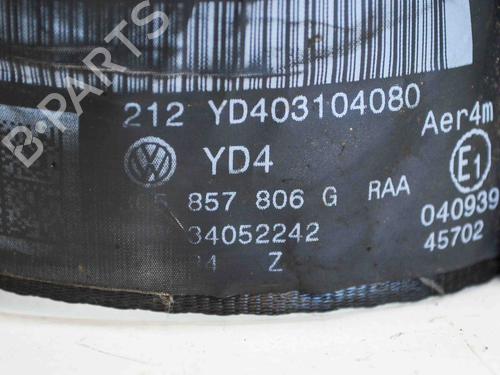 212 YD403104080
Aer4m
YD4
E1
857 806 G RAA
040939
34052242
45702
Z
B-PARTS